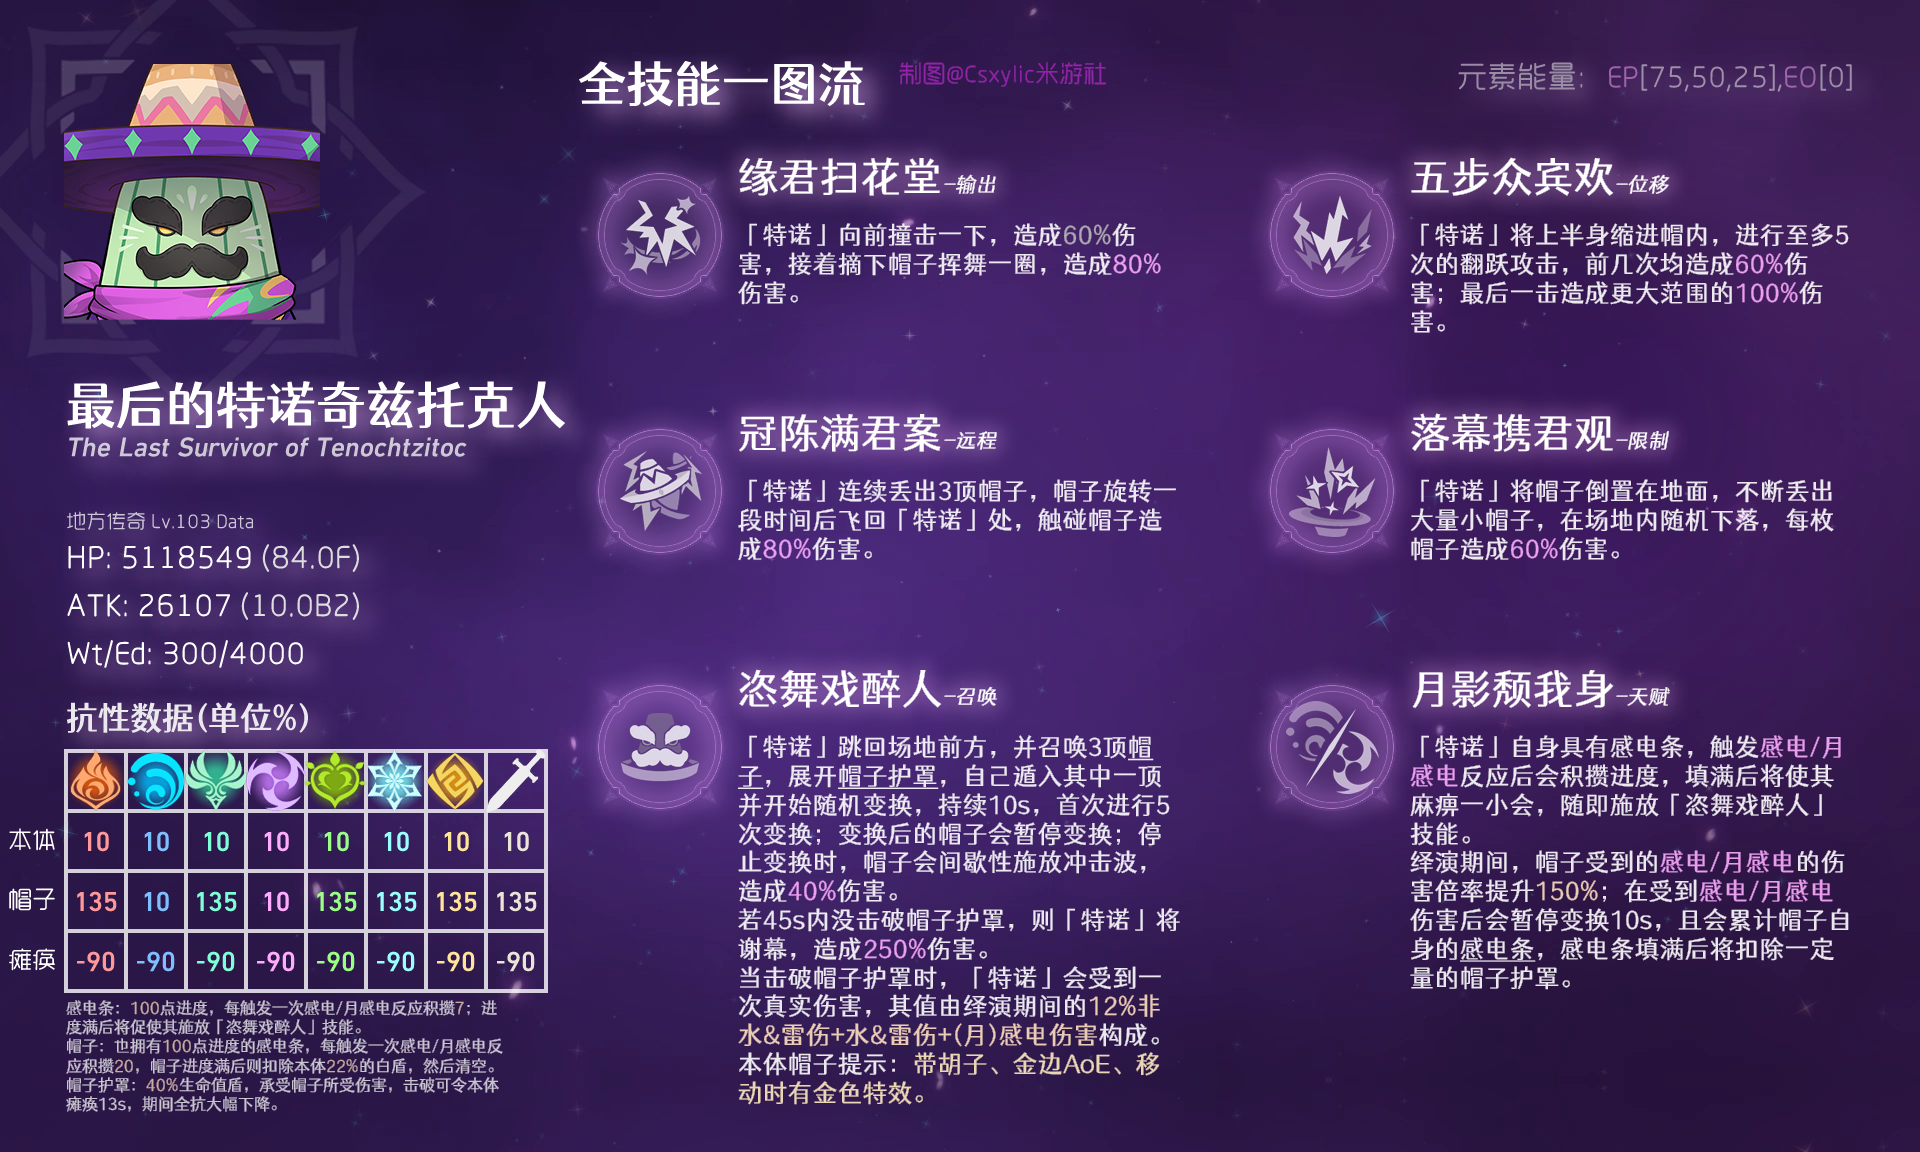 全技能一图流
制图@Csxylic米游社
元素能量：EP[75,50,25],EO[0]
最后的特诺奇兹托克人
The Last Survivor of Tenochtzitoc
地方传奇 Lv.103 Data
HP: 5118549 (84.0F)
ATK: 26107 (10.0B2)
Wt/Ed: 300/4000
抗性数据(单位%)
本体 10 10 10 10 10 10 10 10
帽子 135 10 135 10 135 135 135 135
瘫痪 -90 -90 -90 -90 -90 -90 -90 -90
感电条：100点进度，每触发一次感电/月感电反应积攒7；进
度满后将促使其施放「恣舞戏醉人」技能。
帽子：也拥有100点进度的感电条，每触发一次感电/月感电反
应积攒20，帽子进度满后则扣除本体22%的白盾，然后清空。
帽子护罩：40%生命值盾，承受帽子所受伤害，击破可令本体
瘫痪13s，期间全抗大幅下降。
缘君扫花堂-输出
「特诺」向前撞击一下，造成60%伤
害，接着摘下帽子挥舞一圈，造成80%
伤害。
五步众宾欢-位移
「特诺」将上半身缩进帽内，进行至多5
次的翻跃攻击，前几次均造成60%伤
害；最后一击造成更大范围的100%伤
害。
冠陈满君案-远程
「特诺」连续丢出3顶帽子，帽子旋转一
段时间后飞回「特诺」处，触碰帽子造
成80%伤害。
落幕携君观-限制
「特诺」将帽子倒置在地面，不断丢出
大量小帽子，在场地内随机下落，每枚
帽子造成60%伤害。
恣舞戏醉人-召唤
「特诺」跳回场地前方，并召唤3顶帽
子，展开帽子护罩，自己遁入其中一顶
并开始随机变换，持续10s，首次进行5
次变换；变换后的帽子会暂停变换；停
止变换时，帽子会间歇性施放冲击波，
造成40%伤害。
若45s内没击破帽子护罩，则「特诺」将
谢幕，造成250%伤害。
当击破帽子护罩时，「特诺」会受到一
次真实伤害，其值由绎演期间的12%非
水&雷伤+水&雷伤+(月)感电伤害构成。
本体帽子提示：带胡子、金边AoE、移
动时有金色特效。
月影颓我身-天赋
「特诺」自身具有感电条，触发感电/月
感电反应后会积攒进度，填满后将使其
麻痹一小会，随即施放「恣舞戏醉人」
技能。
绎演期间，帽子受到的感电/月感电的伤
害倍率提升150%；在受到感电/月感电
伤害后会暂停变换10s，且会累计帽子自
身的感电条，感电条填满后将扣除一定
量的帽子护罩。